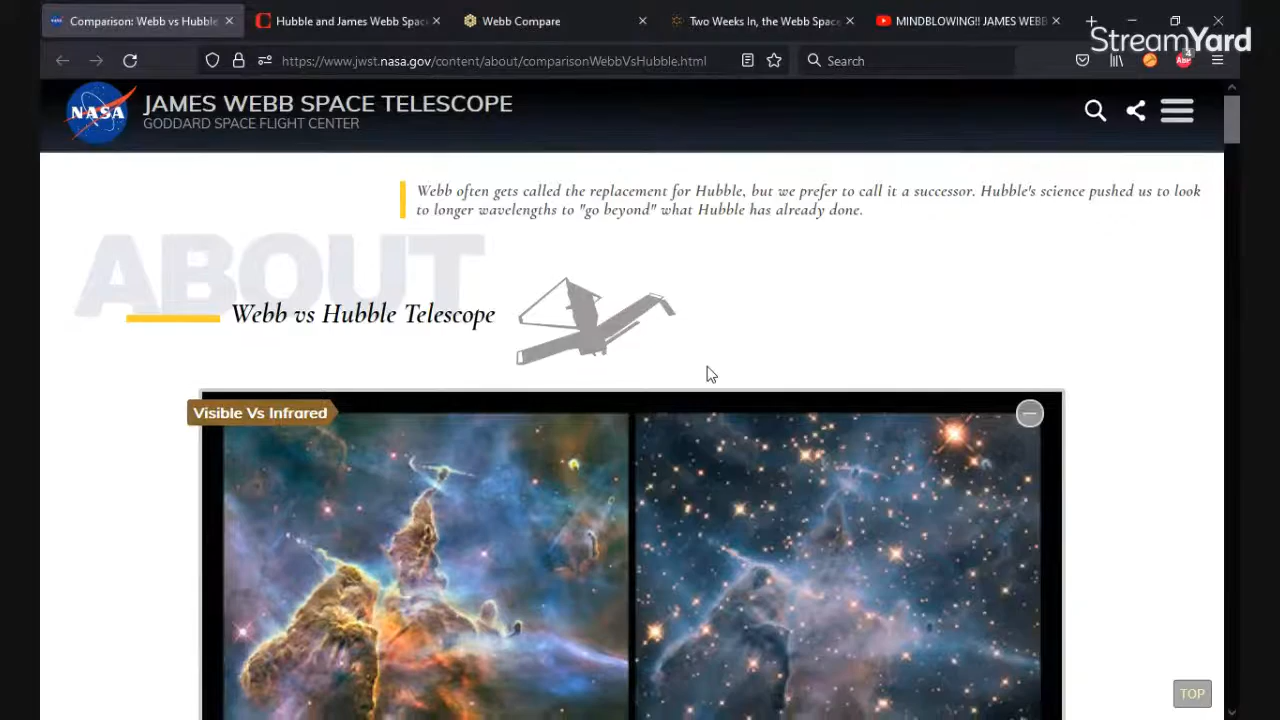 Comparison: Webb vs Hubble
Hubble and James Webb Spac
Webb Compare
Two Weeks In, the Webb Spac
MINDBLOWING!! JAMES WEBB
StreamYard
https://www.jwst.nasa.gov/content/about/comparisonWebbVsHubble.html
Search
4
ABP
NASA
JAMES WEBB SPACE TELESCOPE
GODDARD SPACE FLIGHT CENTER
Webb often gets called the replacement for Hubble, but we prefer to call it a successor. Hubble's science pushed us to look
to longer wavelengths to "go beyond" what Hubble has already done.
ABOUT
Webb vs Hubble Telescope
Visible Vs Infrared
TOP